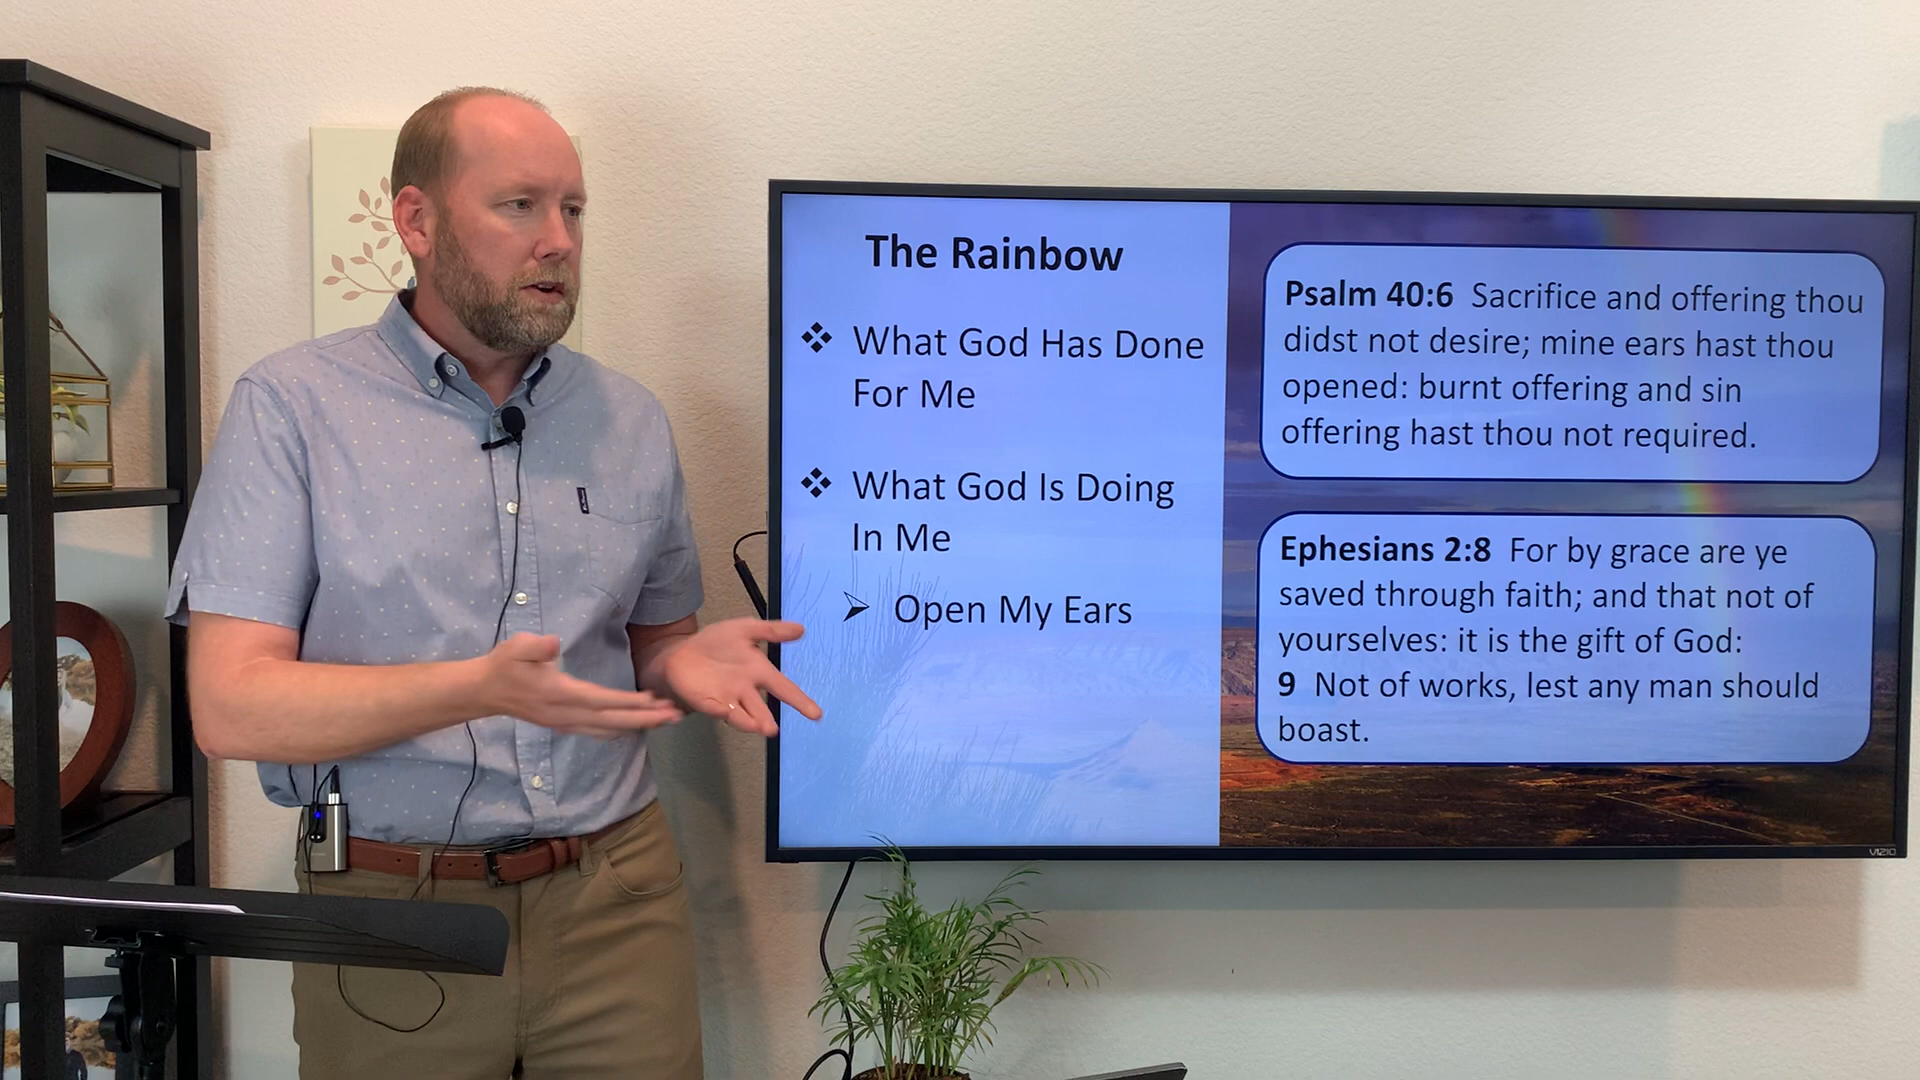 The Rainbow
❖ What God Has Done
For Me
❖ What God Is Doing
In Me
➢ Open My Ears
Psalm 40:6 Sacrifice and offering thou
didst not desire; mine ears hast thou
opened: burnt offering and sin
offering hast thou not required.
Ephesians 2:8 For by grace are ye
saved through faith; and that not of
yourselves: it is the gift of God:
9 Not of works, lest any man should
boast.
VIZIO